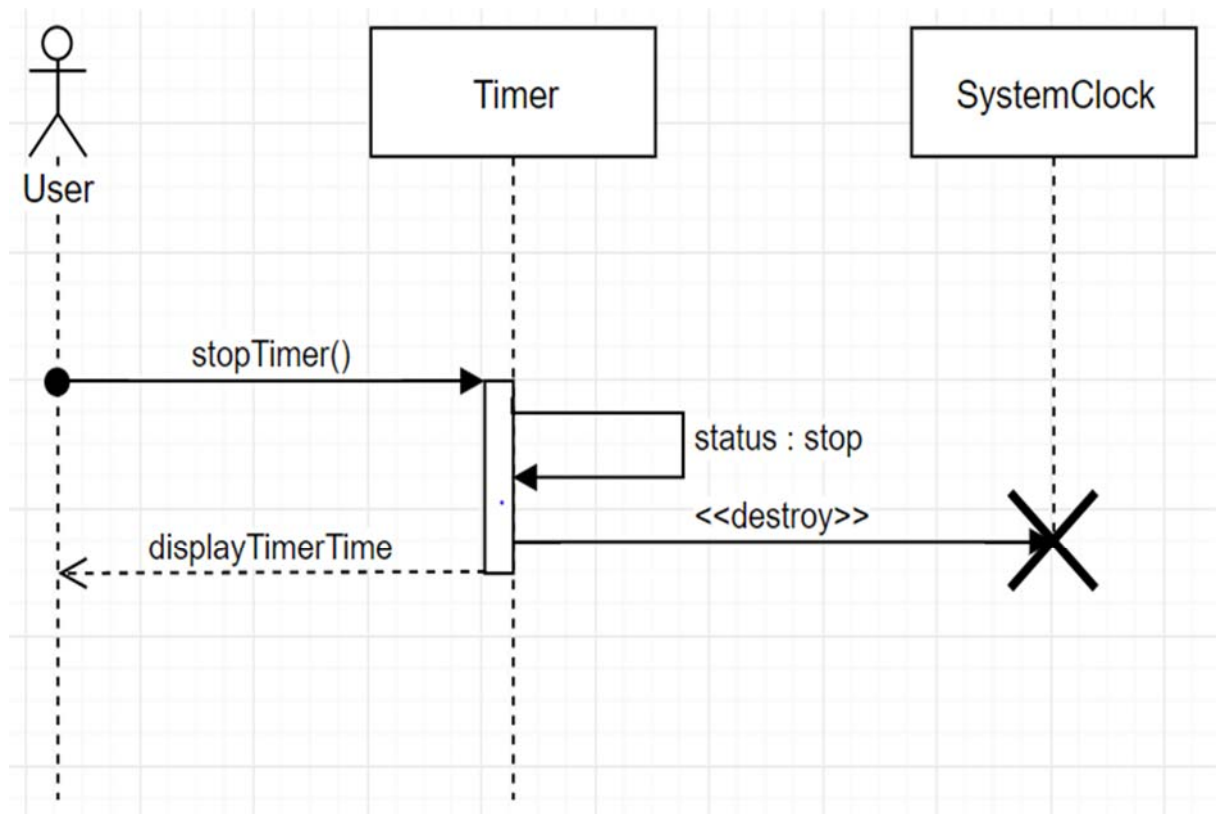 Timer
SystemClock
User
stopTimer()
status : stop
<<destroy>>
displayTimerTime